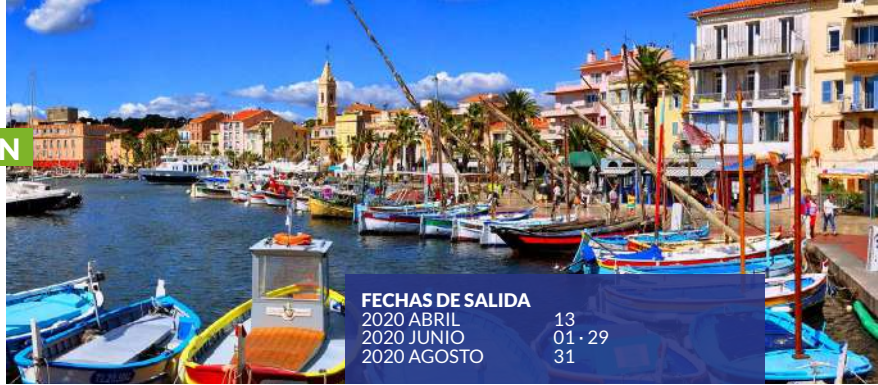 N
FECHAS DE SALIDA
2020 ABRIL 13
2020 JUNIO 01 · 29
2020 AGOSTO 31